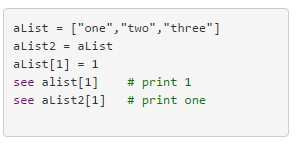 aList = ["one","two","three"]
aList2 = aList
aList[1] = 1
see alist[1]    # print 1
see aList2[1]   # print one